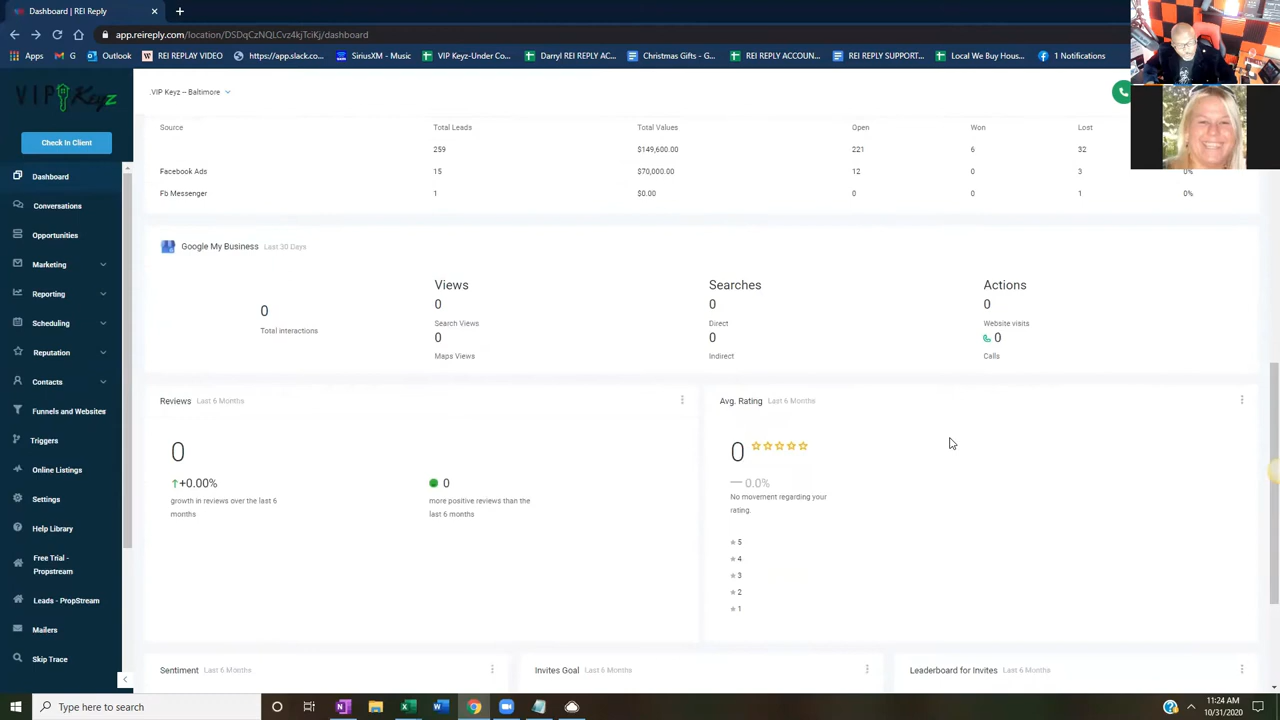 Dashboard | REI Reply
app.reireply.com/location/DSDqCzNQLCvz4kjTciKj/dashboard
Apps G Outlook REI REPLAY VIDEO https://app.slack.c... SiriusXM - Music VIP Keyz-Under Co... Darryl REI REPLY AC... Christmas Gifts - G... REI REPLY ACCOUN... REI REPLY SUPPORT... Local We Buy Hous... 1 Notifications
VIP Keyz
.VIP Keyz -- Baltimore
Check In Client
Dashboard
Conversations
Opportunities
Marketing
Reporting
Scheduling
Reputation
Contacts
Funnels and Websites
Triggers
Online Listings
Settings
Help Library
Free Trial -
Propstream
Leads - PropStream
Mailers
Skip Trace
Source Total Leads Total Values Open Won Lost
259 $149,600.00 221 6 32
Facebook Ads 15 $70,000.00 12 0 3 0%
Fb Messenger 1 $0.00 0 0 1 0%
Google My Business Last 30 Days
Views Searches Actions
0 0 0 0
Total interactions Search Views Direct Website visits
0 0 0
Maps Views Indirect Calls
Reviews Last 6 Months
0
+0.00% 0
growth in reviews over the last 6 more positive reviews than the
months last 6 months
Avg. Rating Last 6 Months
0
0.0%
No movement regarding your
rating.
5
4
3
2
1
Sentiment Last 6 Months Invites Goal Last 6 Months Leaderboard for Invites Last 6 Months
Type here to search
11:24 AM
10/31/2020